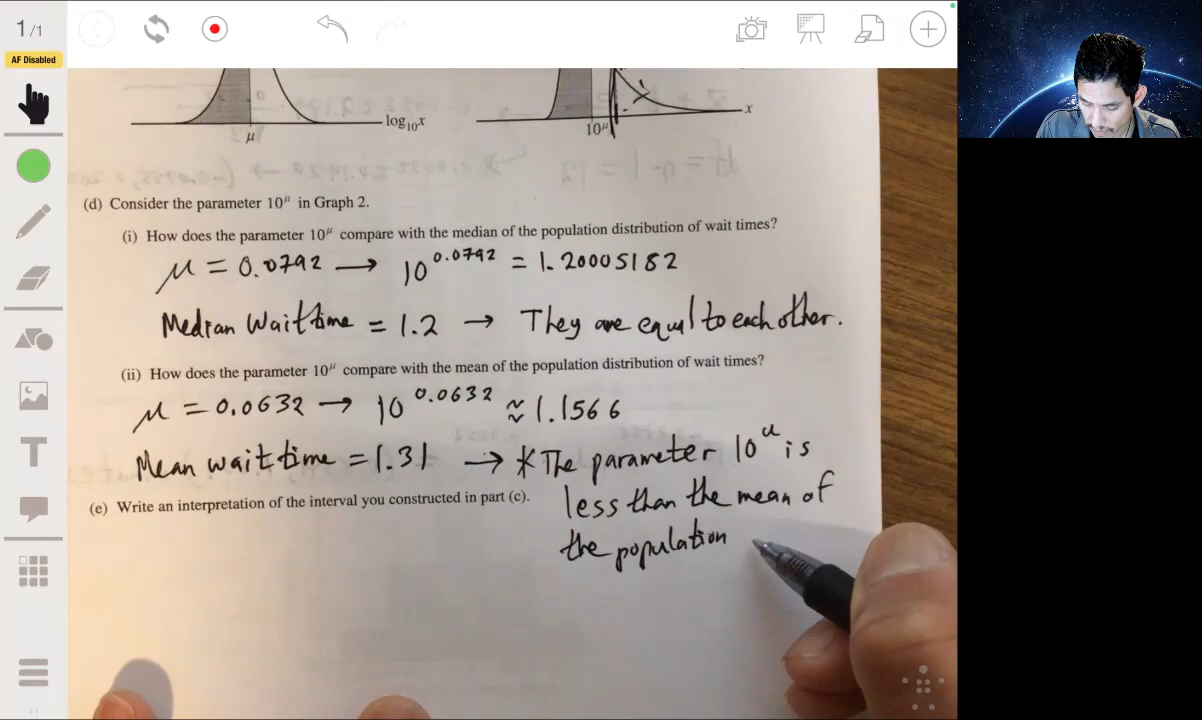 1/1
AF Disabled
log₁₀x
μ
10^μ
x
(d) Consider the parameter 10^μ in Graph 2.
(i) How does the parameter 10^μ compare with the median of the population distribution of wait times?
μ = 0.0792 → 10^0.0792 = 1.20005182
Median Wait time = 1.2 → They are equal to each other.
(ii) How does the parameter 10^μ compare with the mean of the population distribution of wait times?
μ = 0.0632 → 10^0.0632 ≈ 1.1566
Mean wait time = 1.31 → * The parameter 10^u is
less than the mean of
the population
(e) Write an interpretation of the interval you constructed in part (c).
T